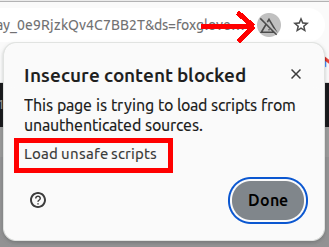 ay_0e9RjzkQv4C7BB2T&ds=foxglove
Insecure content blocked
This page is trying to load scripts from
unauthenticated sources.
Load unsafe scripts
Done